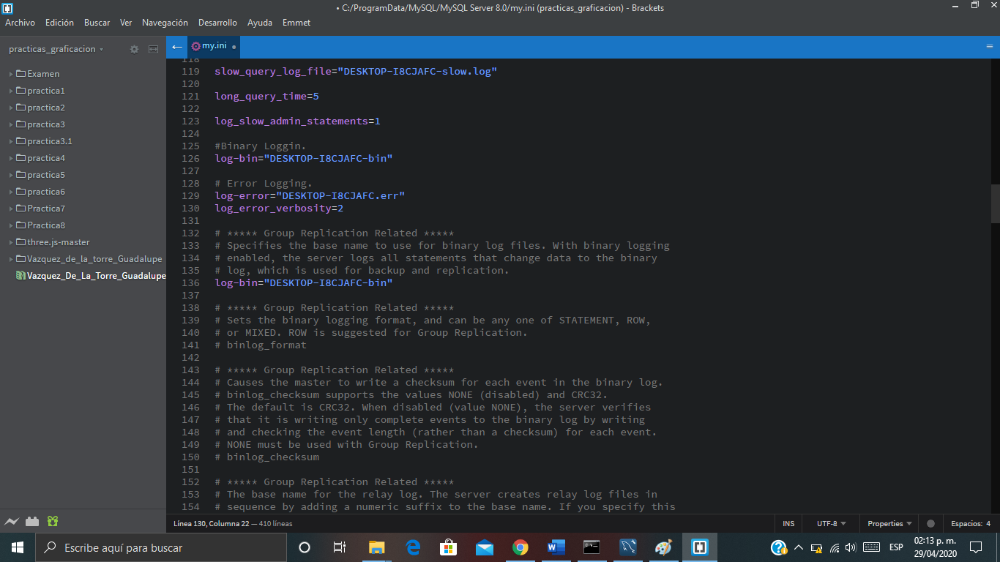 • C:/ProgramData/MySQL/MySQL Server 8.0/my.ini (practicas_graficacion) - Brackets
Archivo Edición Buscar Ver Navegación Desarrollo Ayuda Emmet
practicas_graficacion
my.ini
Examen
practica1
practica2
practica3
practica3.1
practica4
practica5
practica6
Practica7
Practica8
three.js-master
Vazquez_de_la_torre_Guadalupe
Vazquez_De_La_Torre_Guadalupe
118
119 slow_query_log_file="DESKTOP-I8CJAFC-slow.log"
120
121 long_query_time=5
122
123 log_slow_admin_statements=1
124
125 #Binary Loggin.
126 log-bin="DESKTOP-I8CJAFC-bin"
127
128 # Error Logging.
129 log-error="DESKTOP-I8CJAFC.err"
130 log_error_verbosity=2
131
132 # ***** Group Replication Related *****
133 # Specifies the base name to use for binary log files. With binary logging
134 # enabled, the server logs all statements that change data to the binary
135 # log, which is used for backup and replication.
136 log-bin="DESKTOP-I8CJAFC-bin"
137
138 # ***** Group Replication Related *****
139 # Sets the binary logging format, and can be any one of STATEMENT, ROW,
140 # or MIXED. ROW is suggested for Group Replication.
141 # binlog_format
142
143 # ***** Group Replication Related *****
144 # Causes the master to write a checksum for each event in the binary log.
145 # binlog_checksum supports the values NONE (disabled) and CRC32.
146 # The default is CRC32. When disabled (value NONE), the server verifies
147 # that it is writing only complete events to the binary log by writing
148 # and checking the event length (rather than a checksum) for each event.
149 # NONE must be used with Group Replication.
150 # binlog_checksum
151
152 # ***** Group Replication Related *****
153 # The base name for the relay log. The server creates relay log files in
154 # sequence by adding a numeric suffix to the base name. If you specify this
Línea 130, Columna 22 — 410 líneas
INS UTF-8 Properties Espacios: 4
Escribe aquí para buscar
ESP
02:13 p. m.
29/04/2020